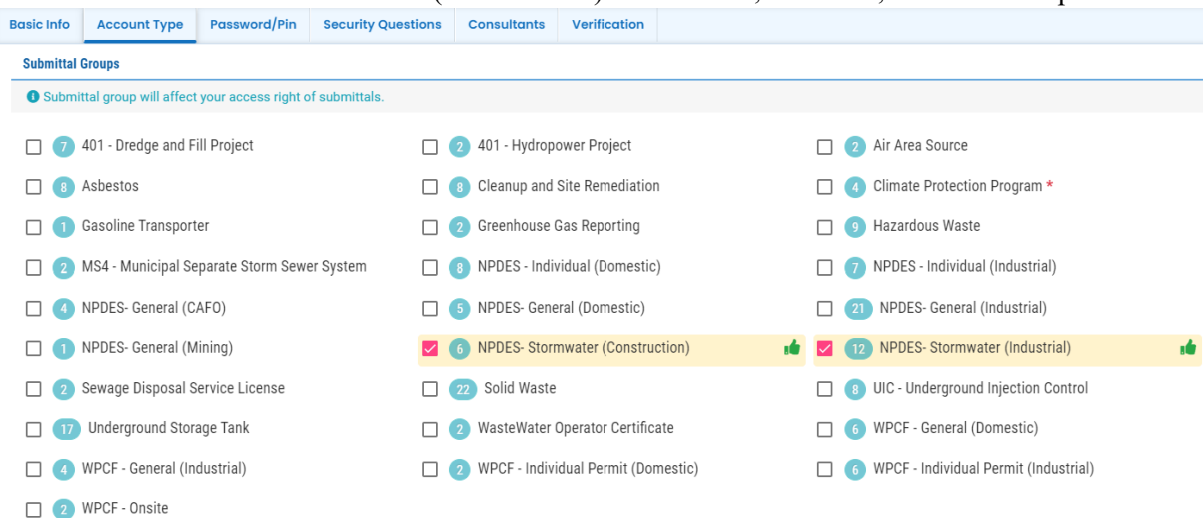 Basic Info Account Type Password/Pin Security Questions Consultants Verification
Submittal Groups
Submittal group will affect your access right of submittals.
7 401 - Dredge and Fill Project 2 401 - Hydropower Project 2 Air Area Source
8 Asbestos 8 Cleanup and Site Remediation 4 Climate Protection Program *
1 Gasoline Transporter 2 Greenhouse Gas Reporting 9 Hazardous Waste
2 MS4 - Municipal Separate Storm Sewer System 8 NPDES - Individual (Domestic) 7 NPDES - Individual (Industrial)
4 NPDES- General (CAFO) 5 NPDES- General (Domestic) 21 NPDES- General (Industrial)
1 NPDES- General (Mining) 6 NPDES- Stormwater (Construction) 12 NPDES- Stormwater (Industrial)
2 Sewage Disposal Service License 22 Solid Waste 8 UIC - Underground Injection Control
17 Underground Storage Tank 2 WasteWater Operator Certificate 6 WPCF - General (Domestic)
4 WPCF - General (Industrial) 2 WPCF - Individual Permit (Domestic) 6 WPCF - Individual Permit (Industrial)
2 WPCF - Onsite